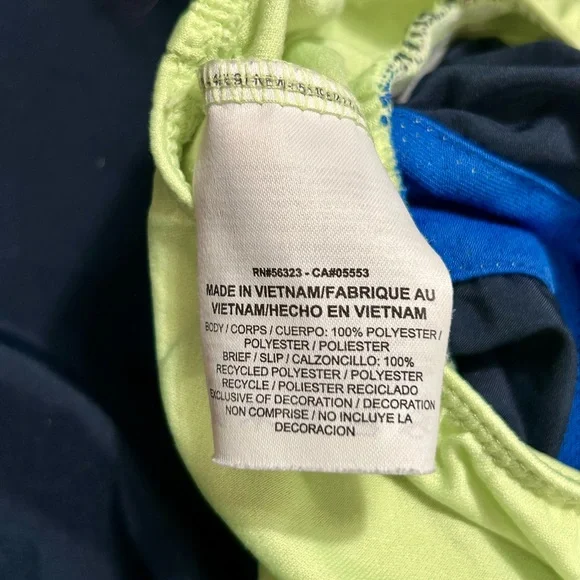 RN#56323 - CA#05553
MADE IN VIETNAM/FABRIQUE AU
VIETNAM/HECHO EN VIETNAM
BODY / CORPS / CUERPO: 100% POLYESTER /
POLYESTER / POLIESTER
BRIEF / SLIP / CALZONCILLO: 100%
RECYCLED POLYESTER / POLYESTER
RECYCLE / POLIESTER RECICLADO
EXCLUSIVE OF DECORATION / DECORATION
NON COMPRISE / NO INCLUYE LA
DECORACION